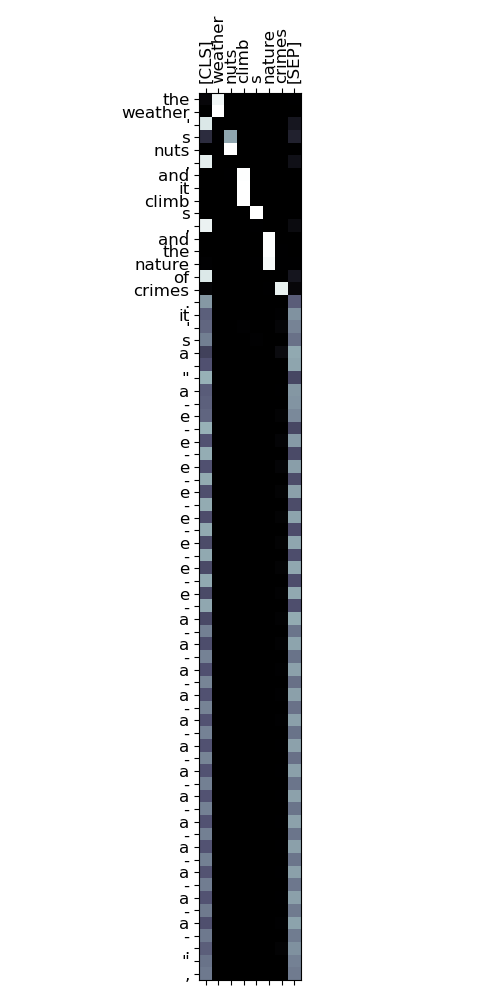 [CLS]
weather
nuts
climb
s
nature
crimes
[SEP]
the
weather
'
s
nuts
,
and
it
climb
s
,
and
the
nature
of
crimes
.
it
'
s
a
"
a
-
e
-
e
-
e
-
e
-
e
-
e
-
e
-
e
-
a
-
a
-
a
-
a
-
a
-
a
-
a
-
a
-
a
-
a
-
a
-
a
-
a
-
.
"
,